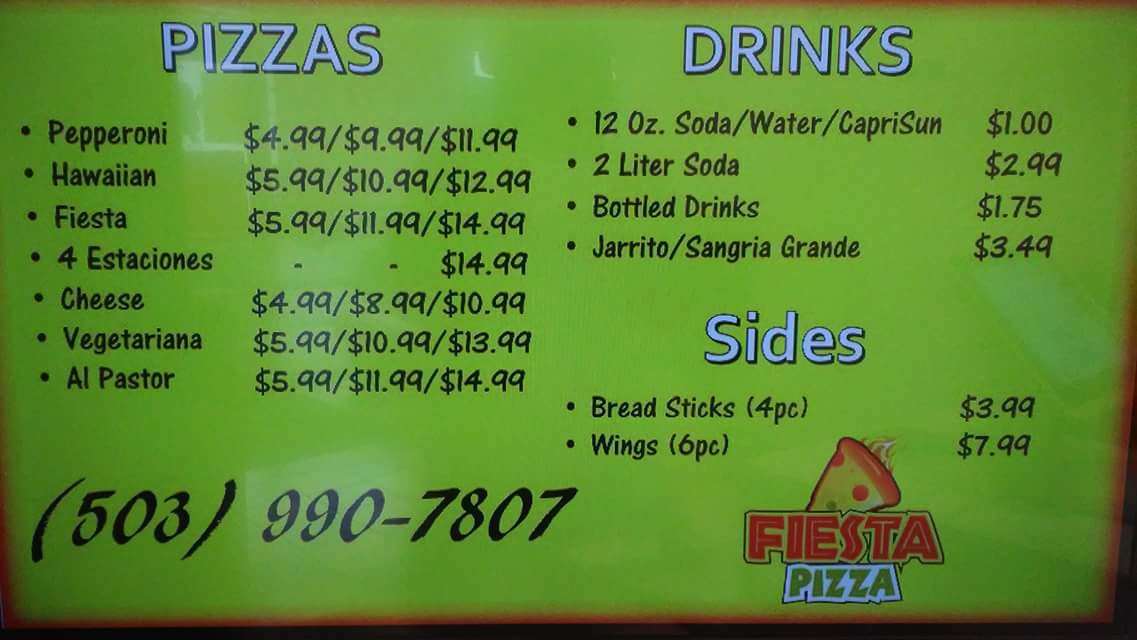 PIZZAS
• Pepperoni $4.99/$9.99/$11.99
• Hawaiian $5.99/$10.99/$12.99
• Fiesta $5.99/$11.99/$14.99
• 4 Estaciones - - $14.99
• Cheese $4.99/$8.99/$10.99
• Vegetariana $5.99/$10.99/$13.99
• Al Pastor $5.99/$11.99/$14.99
(503) 990-7807
DRINKS
• 12 Oz. Soda/Water/CapriSun $1.00
• 2 Liter Soda $2.99
• Bottled Drinks $1.75
• Jarrito/Sangria Grande $3.49
Sides
• Bread Sticks (4pc) $3.99
• Wings (6pc) $7.99
FIESTA
PIZZA